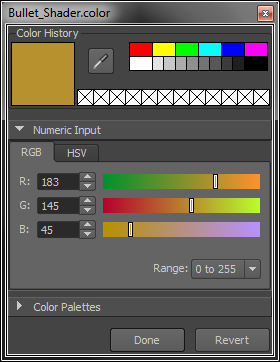 Bullet_Shader.color
Color History
Numeric Input
RGB HSV
R: 183
G: 145
B: 45
Range: 0 to 255
Color Palettes
Done Revert